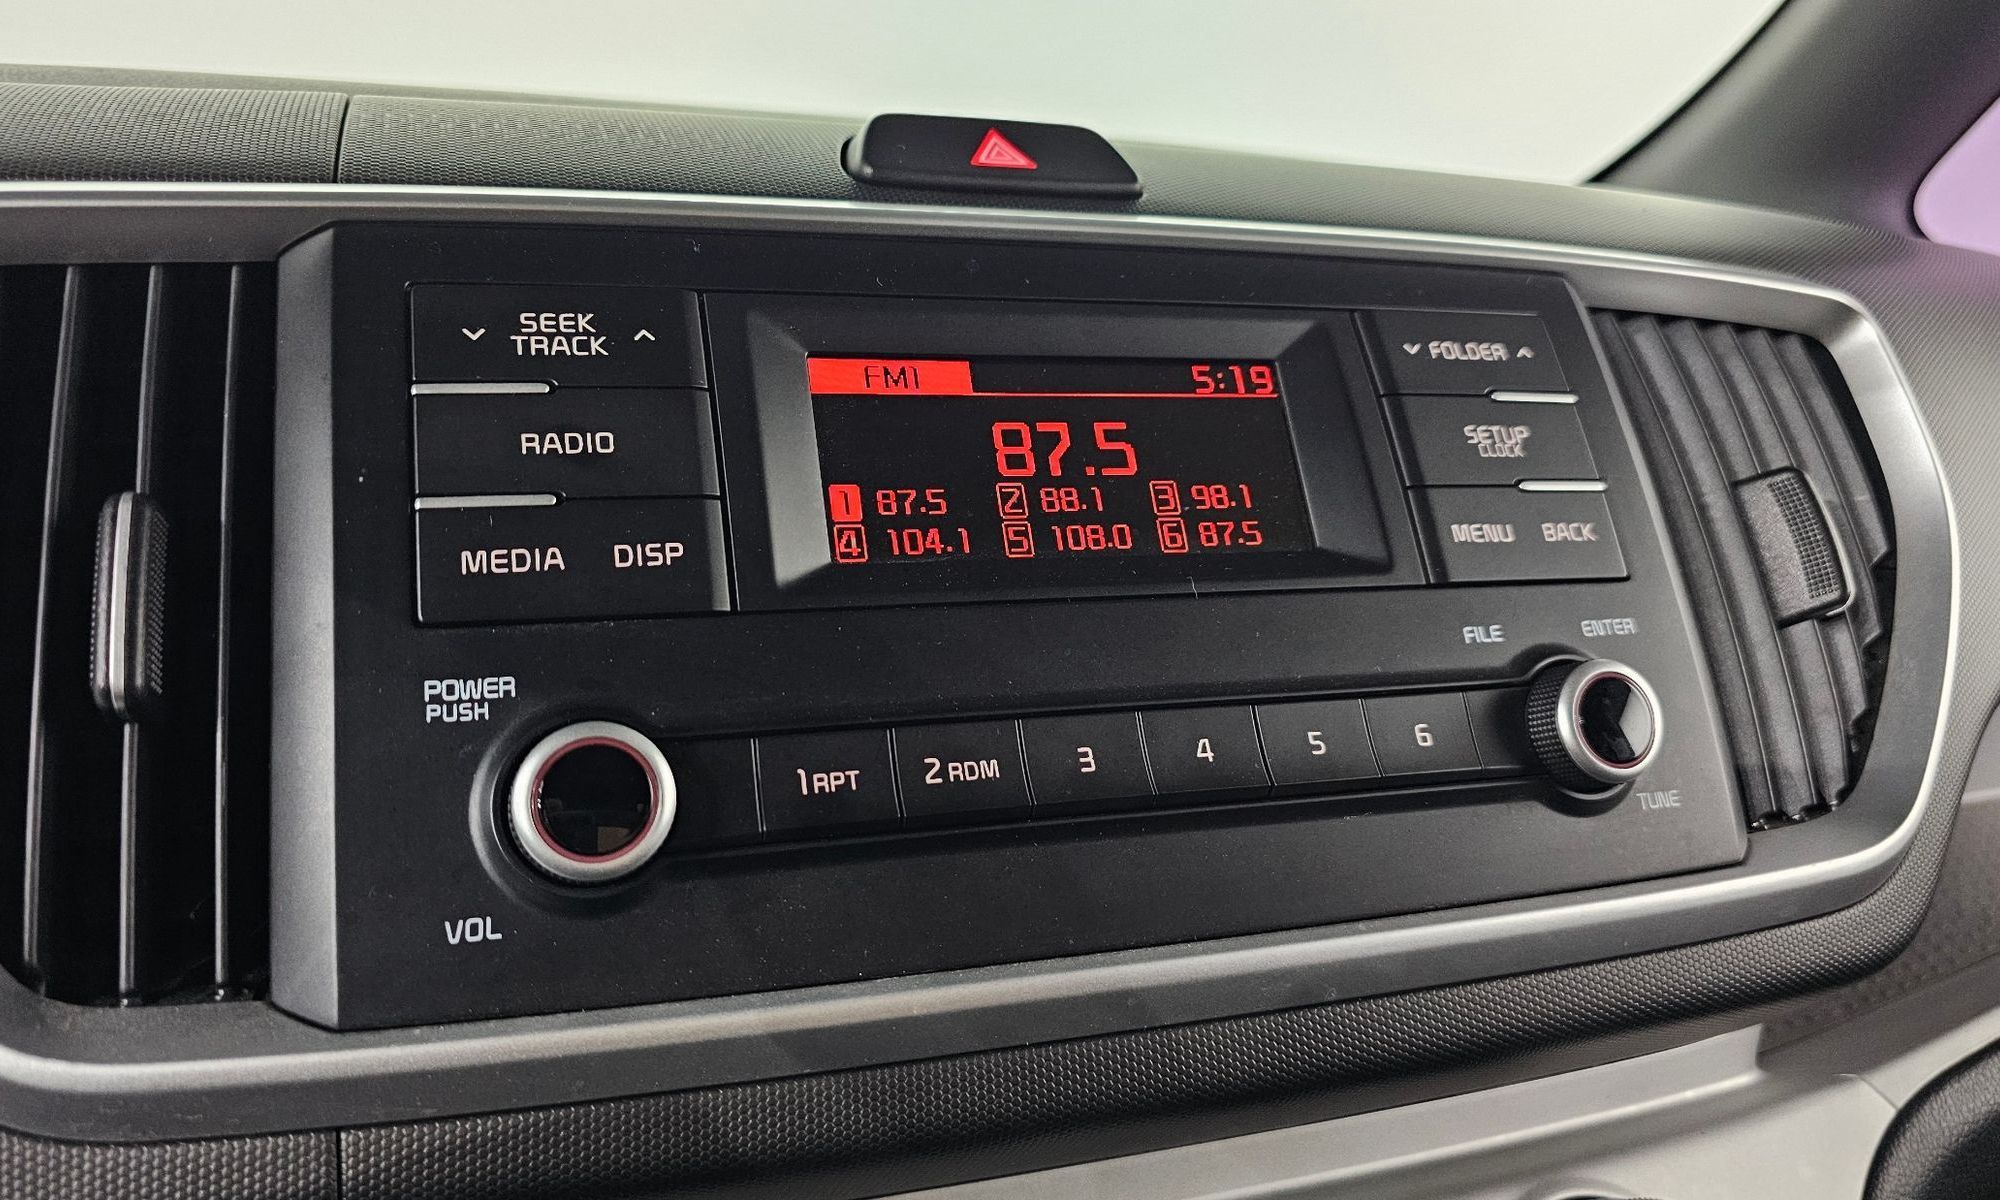 SEEK
TRACK
RADIO
MEDIA DISP
FM1 5:19
87.5
1 87.5 2 88.1 3 98.1
4 104.1 5 108.0 6 87.5
FOLDER
SETUP
CLOCK
MENU BACK
POWER
PUSH
VOL
1 RPT 2 RDM 3 4 5 6
FILE ENTER
TUNE